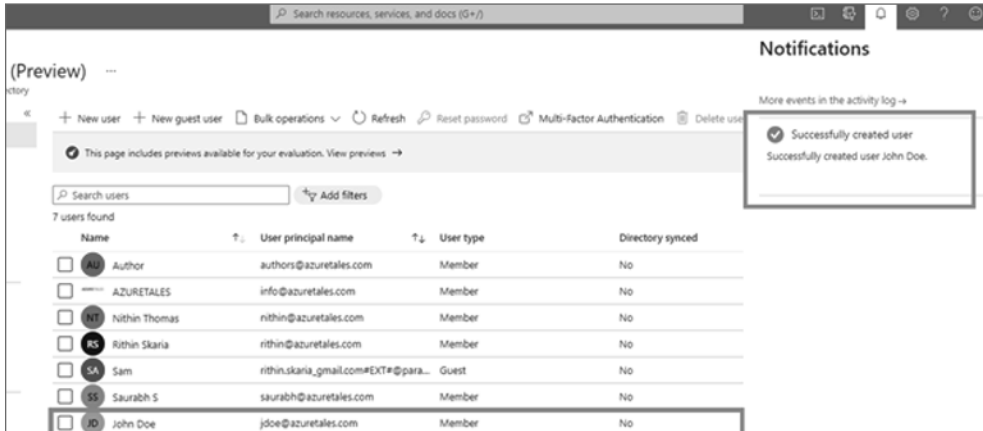 Search resources, services, and docs (G+/)
Notifications
(Preview) ...
ectory
More events in the activity log →
«
+ New user + New guest user Bulk operations Refresh Reset password Multi-Factor Authentication Delete use
Successfully created user
Successfully created user John Doe.
This page includes previews available for your evaluation. View previews →
Search users
Add filters
7 users found
Name ↑↓ User principal name ↑↓ User type Directory synced
AU Author authors@azuretales.com Member No
AZURETALES info@azuretales.com Member No
NT Nithin Thomas nithin@azuretales.com Member No
RS Rithin Skaria rithin@azuretales.com Member No
SA Sam rithin.skaria_gmail.com#EXT#@para... Guest No
SS Saurabh S saurabh@azuretales.com Member No
JD John Doe jdoe@azuretales.com Member No